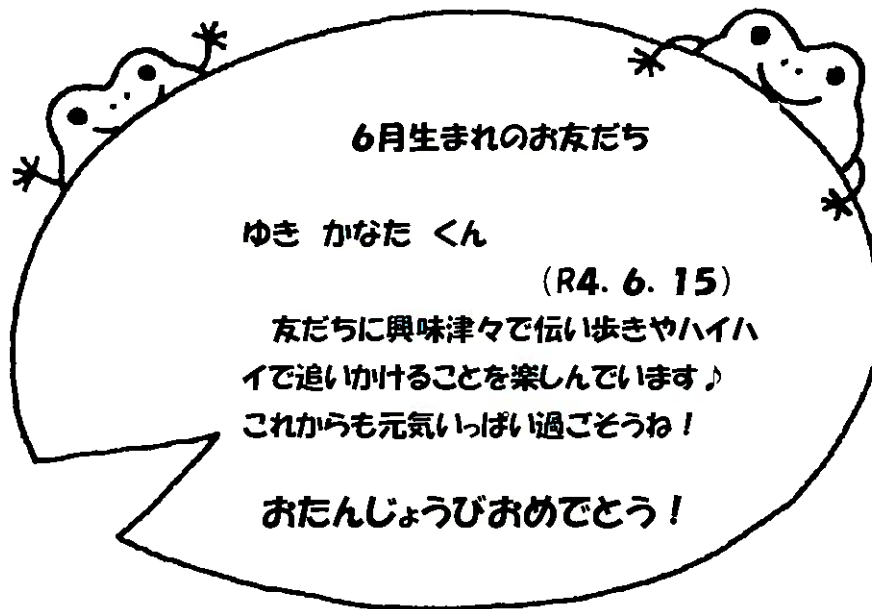 6月生まれのお友だち
ゆき かなた くん
(R4. 6. 15)
友だちに興味津々で伝い歩きやハイハ
イで追いかけることを楽しんでいます♪
これからも元気いっぱい過ごそうね!
おたんじょうびおめでとう!